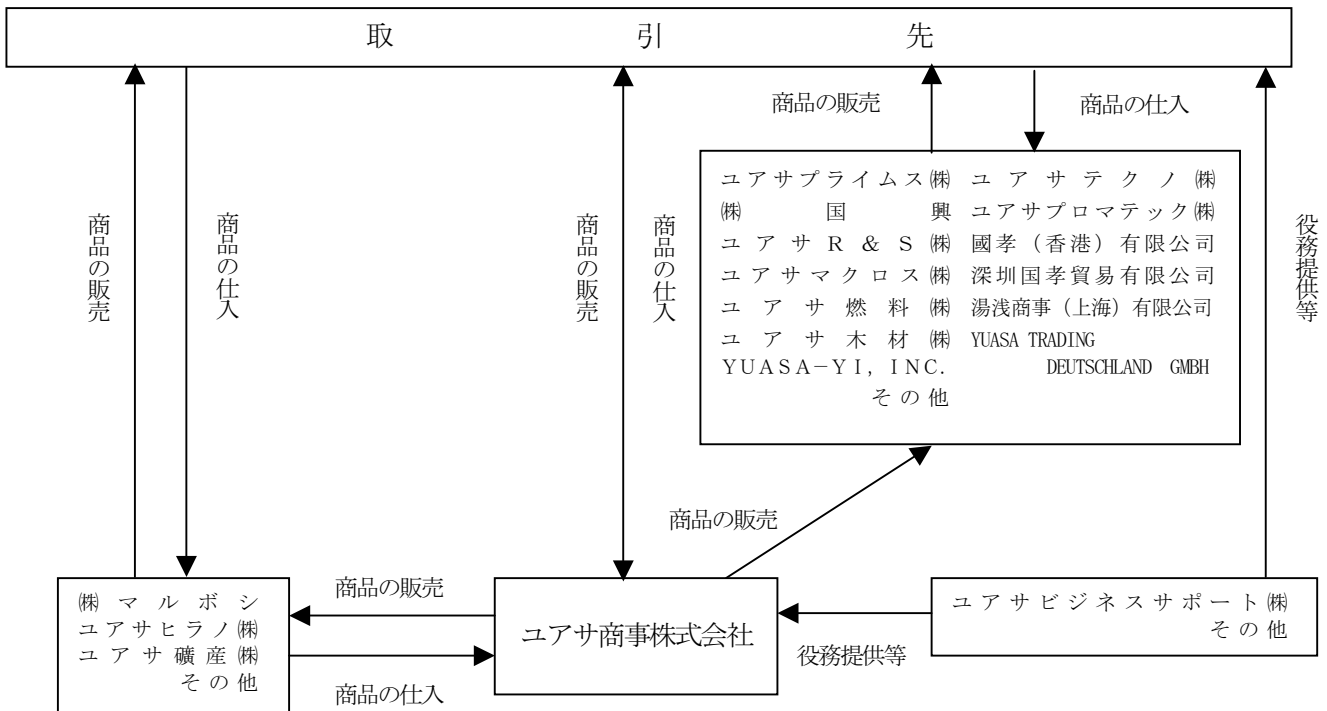 取引先
商品の販売
商品の仕入
商品の販売
商品の仕入
商品の販売
商品の仕入
役務提供等
ユアサプライムス㈱ ユアサテクノ㈱
㈱国興 ユアサプロマテック㈱
ユアサR&S㈱ 國孝(香港)有限公司
ユアサマクロス㈱ 深圳国孝貿易有限公司
ユアサ燃料㈱ 湯浅商事(上海)有限公司
ユアサ木材㈱ YUASA TRADING
YUASA-YI, INC. DEUTSCHLAND GMBH
その他
商品の販売
㈱マルボシ
ユアサヒラノ㈱
ユアサ礦産㈱
その他
商品の販売
商品の仕入
ユアサ商事株式会社
役務提供等
ユアサビジネスサポート㈱
その他